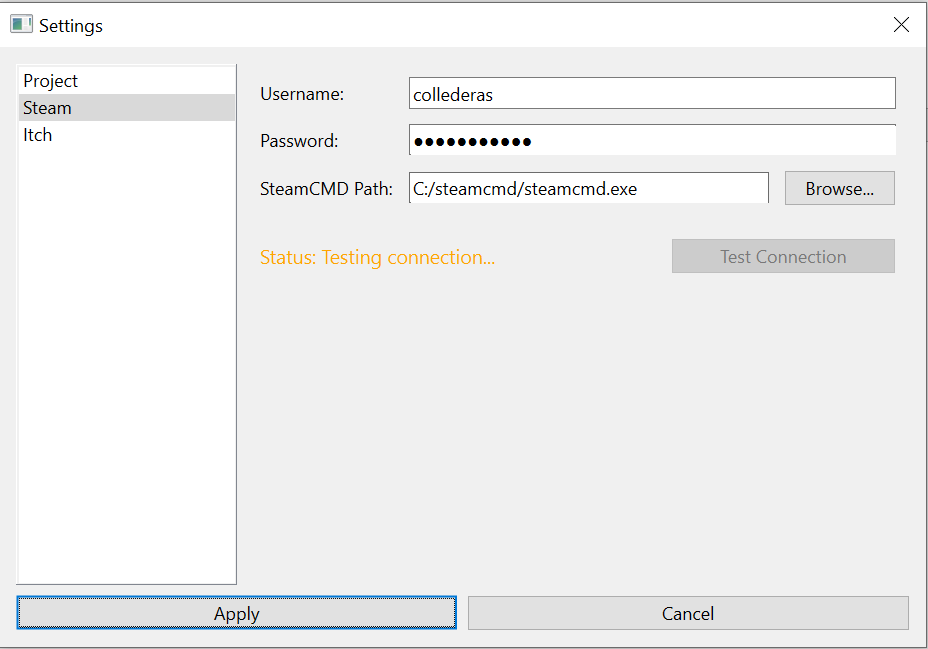 Settings
Project
Steam
Itch
Username: collederas
Password: ●●●●●●●●●●●
SteamCMD Path: C:/steamcmd/steamcmd.exe Browse...
Status: Testing connection... Test Connection
Apply Cancel